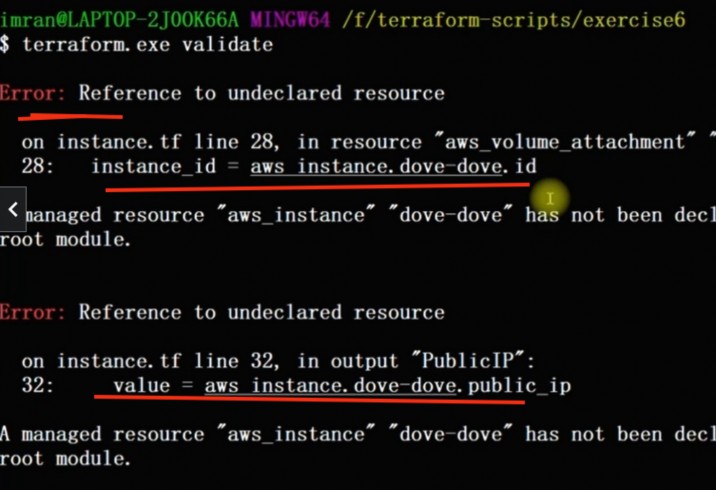 imran@LAPTOP-2JOOK66A MINGW64 /f/terraform-scripts/exercise6
$ terraform.exe validate
Error: Reference to undeclared resource
on instance.tf line 28, in resource "aws_volume_attachment" "
28: instance_id = aws_instance.dove-dove.id
managed resource "aws_instance" "dove-dove" has not been decl
root module.
Error: Reference to undeclared resource
on instance.tf line 32, in output "PublicIP":
32: value = aws_instance.dove-dove.public_ip
A managed resource "aws_instance" "dove-dove" has not been decl
root module.